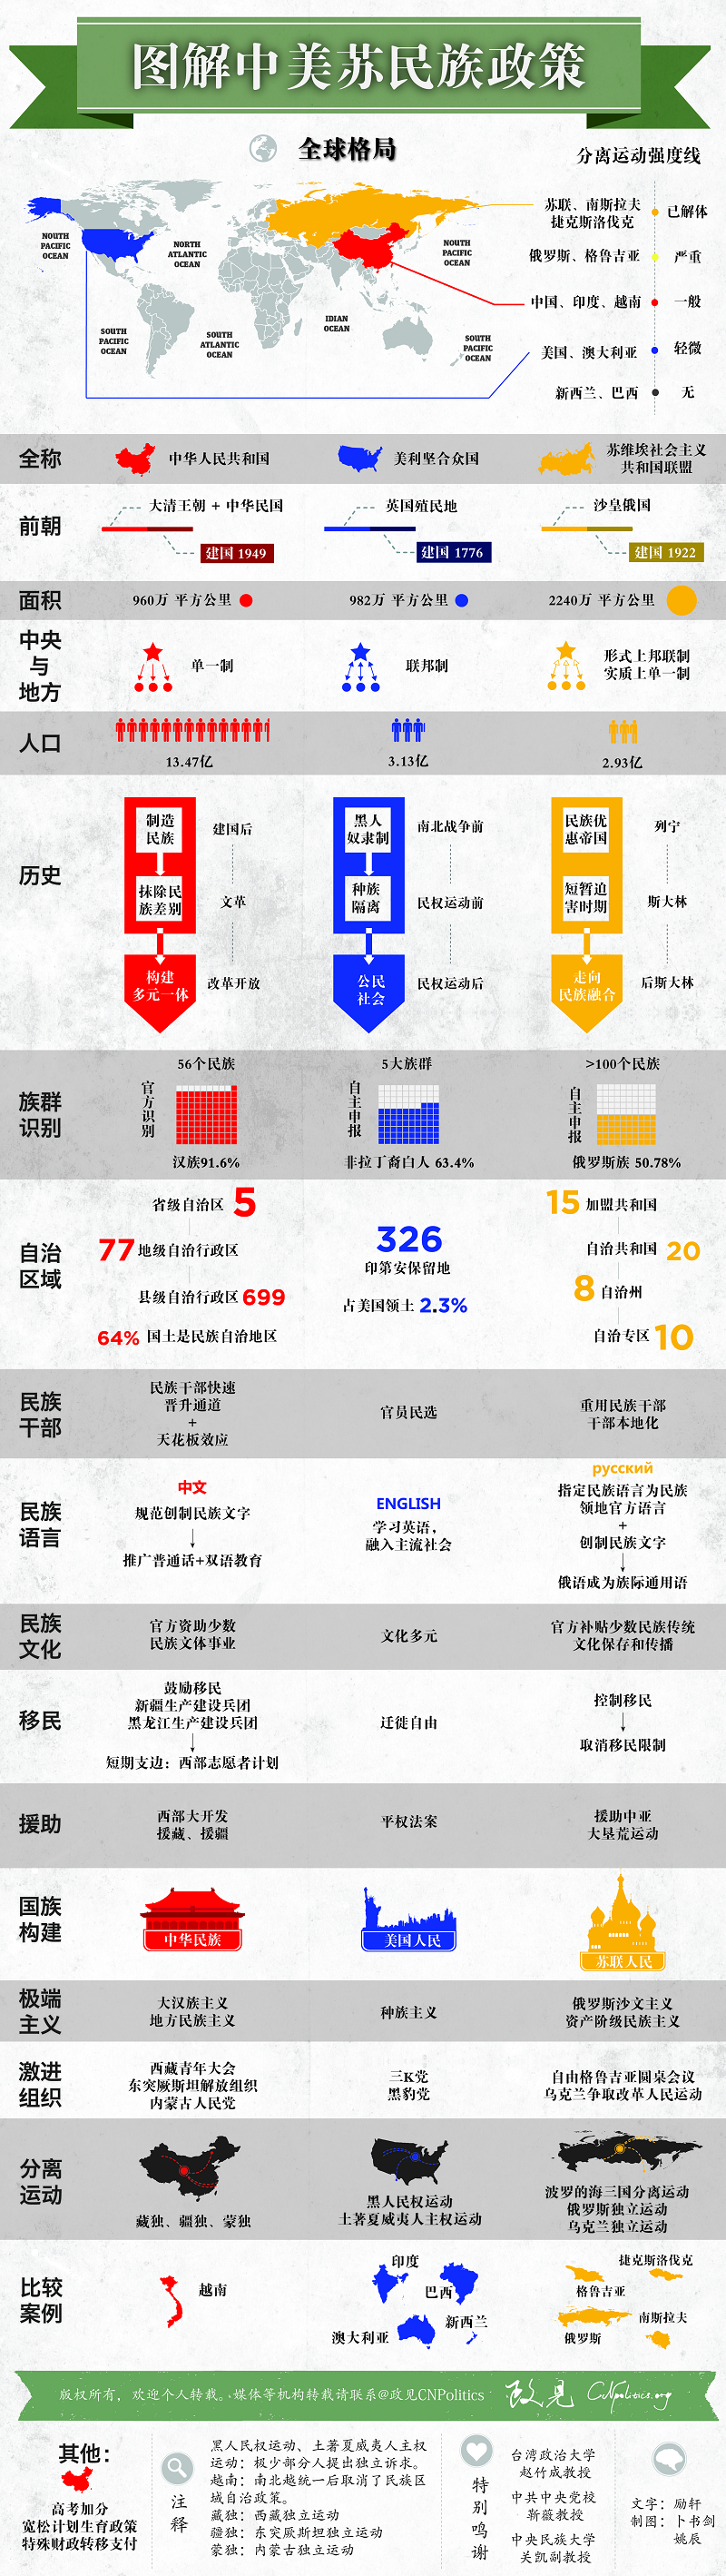 图解中美苏民族政策
全球格局
分离运动强度线
NOUTH
PACIFIC
OCEAN
NORTH
ATLANTIC
OCEAN
NOUTH
PACIFIC
OCEAN
IDIAN
OCEAN
SOUTH
PACIFIC
OCEAN
SOUTH
ATLANTIC
OCEAN
SOUTH
PACIFIC
OCEAN
苏联、南斯拉夫
捷克斯洛伐克
已解体
俄罗斯、格鲁吉亚
严重
中国、印度、越南
一般
美国、澳大利亚
轻微
新西兰、巴西
无
全称
中华人民共和国
美利坚合众国
苏维埃社会主义
共和国联盟
前朝
大清王朝 + 中华民国
建国 1949
英国殖民地
建国 1776
沙皇俄国
建国 1922
面积
960万 平方公里
982万 平方公里
2240万 平方公里
中央
与
地方
单一制
联邦制
形式上邦联制
实质上单一制
人口
13.47亿
3.13亿
2.93亿
历史
制造
民族
建国后
抹除民
族差别
文革
构建
多元一体
改革开放
黑人
奴隶制
南北战争前
种族
隔离
民权运动前
公民
社会
民权运动后
民族优
惠帝国
列宁
短暂迫
害时期
斯大林
走向
民族融合
后斯大林
族群
识别
56个民族
官方识别
汉族91.6%
5大族群
自主申报
非拉丁裔白人 63.4%
>100个民族
自主申报
俄罗斯族 50.78%
自治
区域
省级自治区 5
77 地级自治行政区
县级自治行政区 699
64% 国土是民族自治地区
326
印第安保留地
占美国领土 2.3%
15 加盟共和国
自治共和国 20
8 自治州
自治专区 10
民族
干部
民族干部快速
晋升通道
+
天花板效应
官员民选
重用民族干部
干部本地化
民族
语言
中文
规范创制民族文字
推广普通话+双语教育
ENGLISH
学习英语，
融入主流社会
русский
指定民族语言为民族
领地官方语言
+
创制民族文字
俄语成为族际通用语
民族
文化
官方资助少数
民族文体事业
文化多元
官方补贴少数民族传统
文化保存和传播
移民
鼓励移民
新疆生产建设兵团
黑龙江生产建设兵团
短期支边：西部志愿者计划
迁徙自由
控制移民
取消移民限制
援助
西部大开发
援藏、援疆
平权法案
援助中亚
大垦荒运动
国族
构建
中华民族
美国人民
苏联人民
极端
主义
大汉族主义
地方民族主义
种族主义
俄罗斯沙文主义
资产阶级民族主义
激进
组织
西藏青年大会
东突厥斯坦解放组织
内蒙古人民党
三K党
黑豹党
自由格鲁吉亚圆桌会议
乌克兰争取改革人民运动
分离
运动
藏独、疆独、蒙独
黑人民权运动
土著夏威夷人主权运动
波罗的海三国分离运动
俄罗斯独立运动
乌克兰独立运动
比较
案例
越南
印度
巴西
新西兰
澳大利亚
捷克斯洛伐克
格鲁吉亚
南斯拉夫
俄罗斯
版权所有，欢迎个人转载。媒体等机构转载请联系@政见CNPolitics
政见 CNPolitics.org
其他：
高考加分
宽松计划生育政策
特殊财政转移支付
注释
黑人民权运动、土著夏威夷人主权
运动：极少部分人提出独立诉求。
越南：南北越统一后取消了民族区
域自治政策。
藏独：西藏独立运动
疆独：东突厥斯坦独立运动
蒙独：内蒙古独立运动
特别鸣谢
台湾政治大学
赵竹成教授
中共中央党校
靳薇教授
中央民族大学
关凯副教授
文字：励轩
制图：卜书剑
姚辰